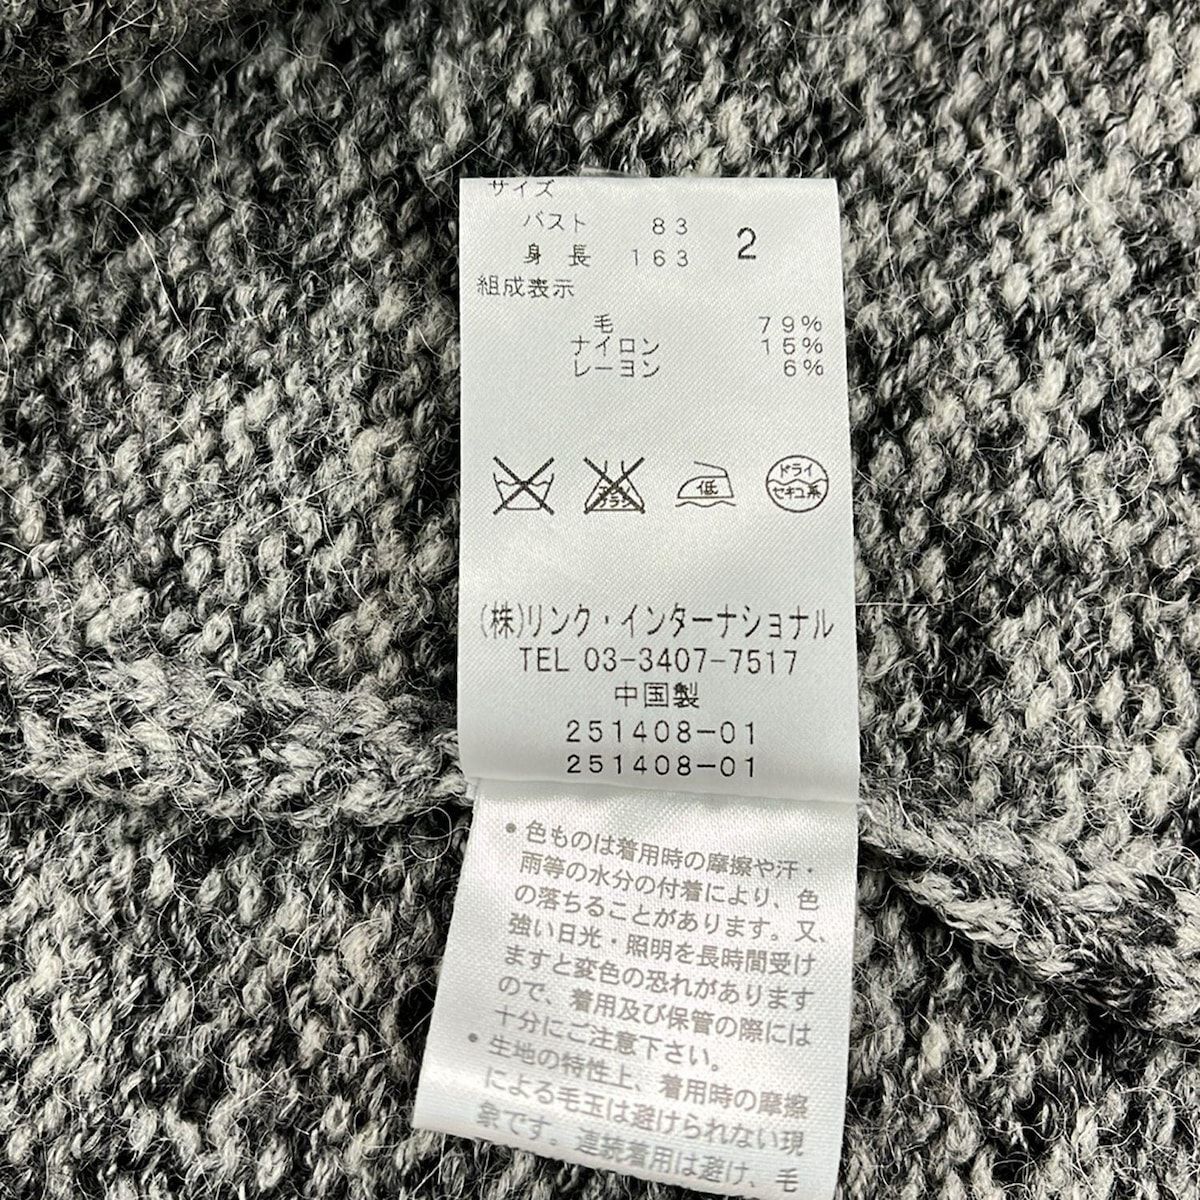 サイズ
バスト 83 2
身長 163
組成表示
毛 79%
ナイロン 15%
レーヨン 6%
低 ドライ
セキユ系
(株)リンク・インターナショナル
TEL 03-3407-7517
中国製
251408-01
251408-01
●色ものは着用時の摩擦や汗・
雨等の水分の付着により、色
の落ちることがあります。又、
強い日光・照明を長時間受け
ますと変色の恐れがあります
ので、着用及び保管の際には
十分にご注意下さい。
●生地の特性上、着用時の摩擦
による毛玉は避けられない現
象です。連続着用は避け、毛